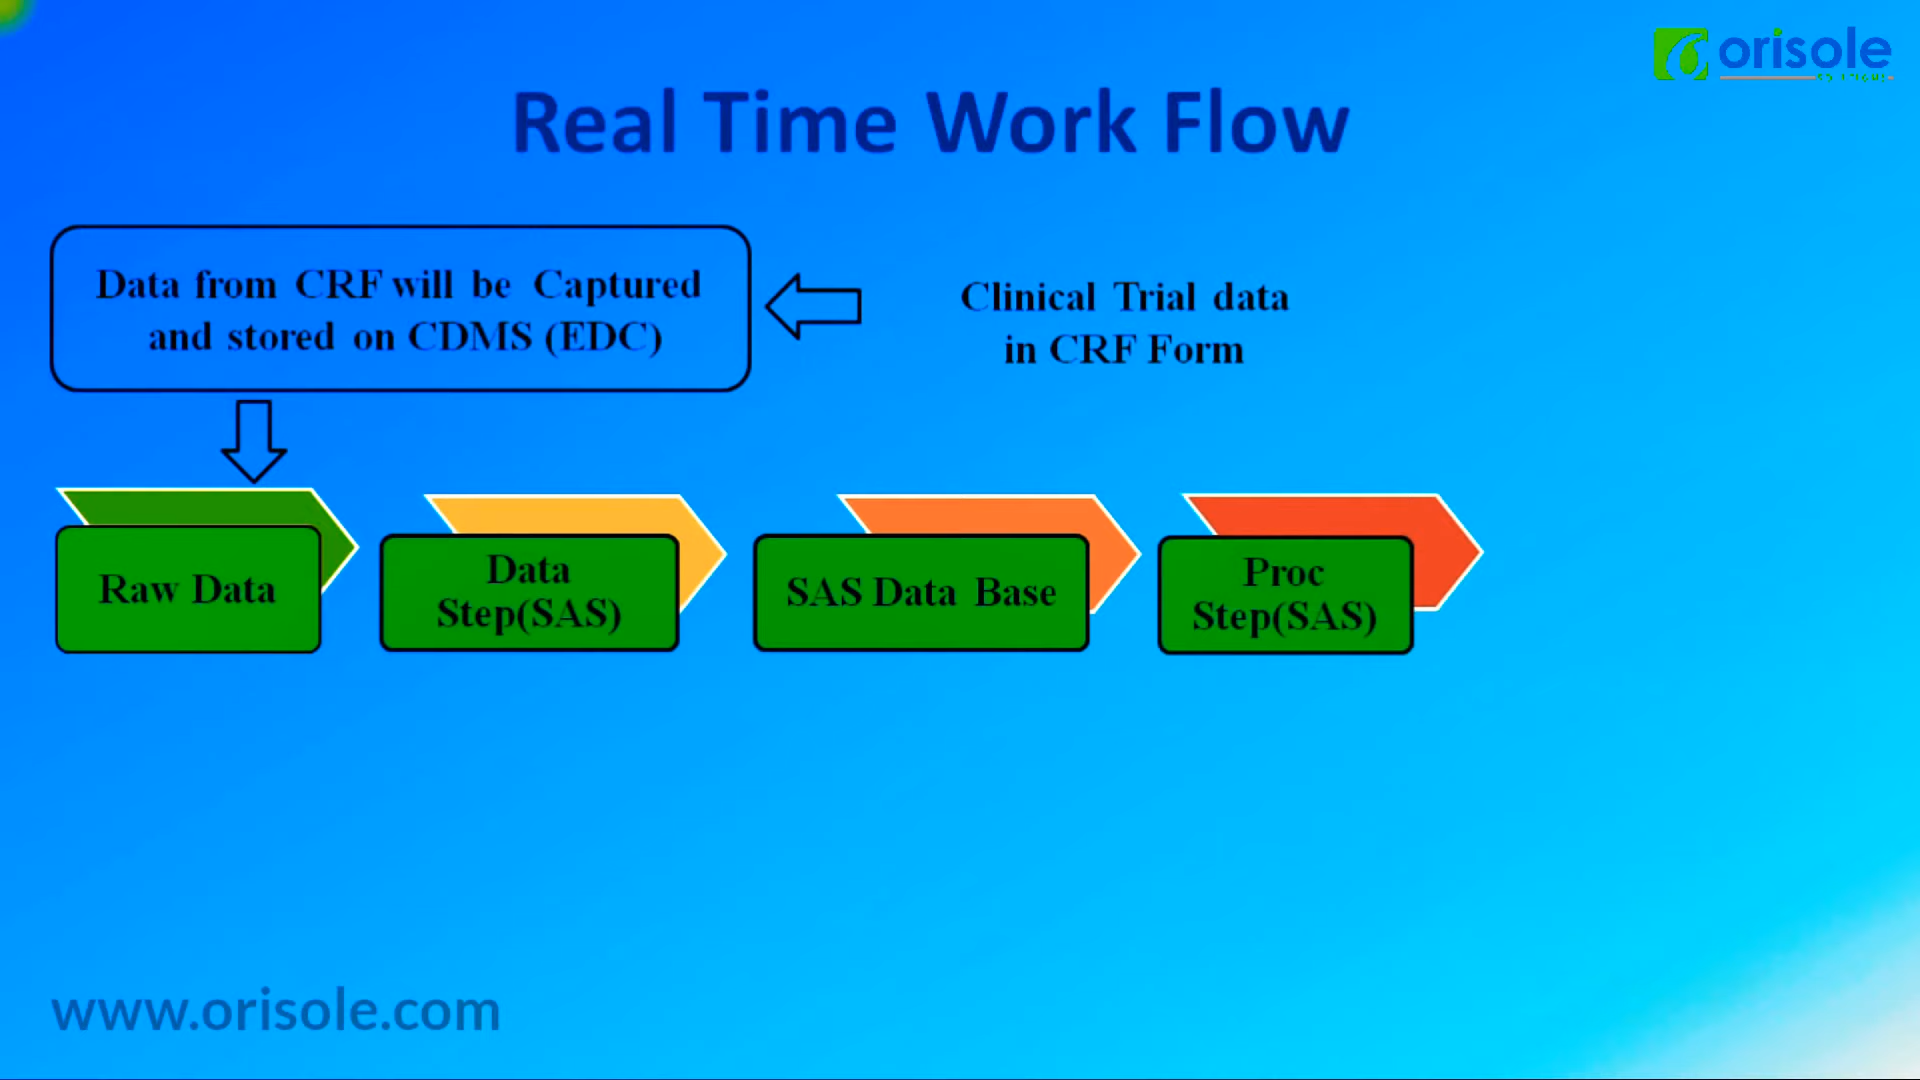 orisole
SOLUTIONS
Real Time Work Flow
Data from CRF will be Captured
and stored on CDMS (EDC)
Clinical Trial data
in CRF Form
Raw Data
Data
Step(SAS)
SAS Data Base
Proc
Step(SAS)
www.orisole.com